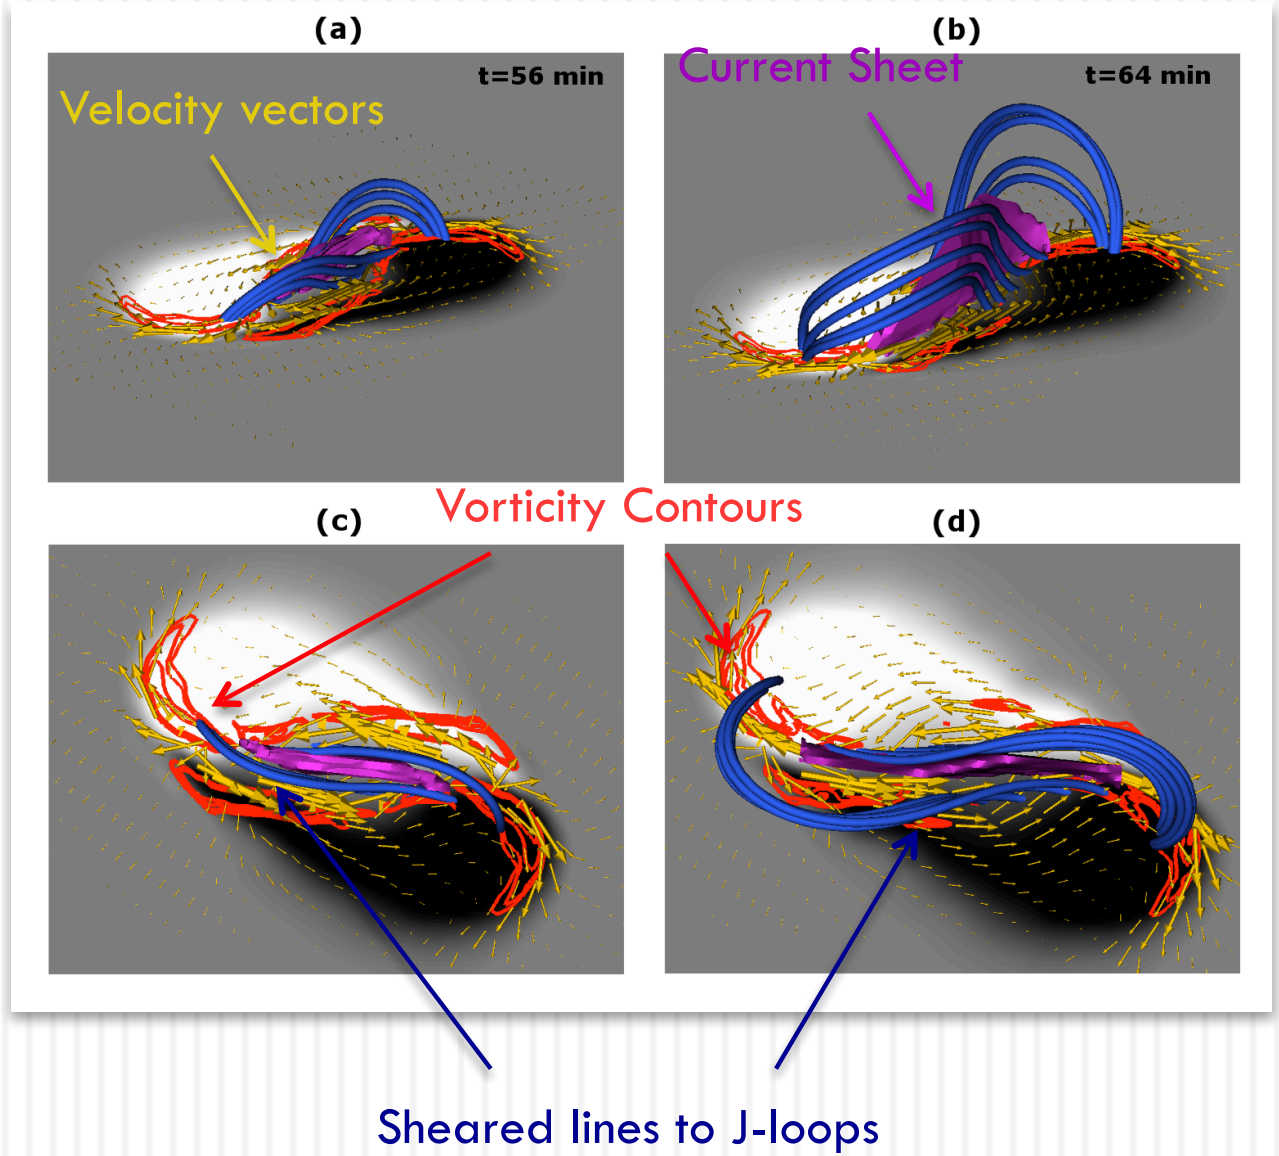 (a)
(b)
t=56 min
Current Sheet
t=64 min
Velocity vectors
Vorticity Contours
(c)
(d)
Sheared lines to J-loops